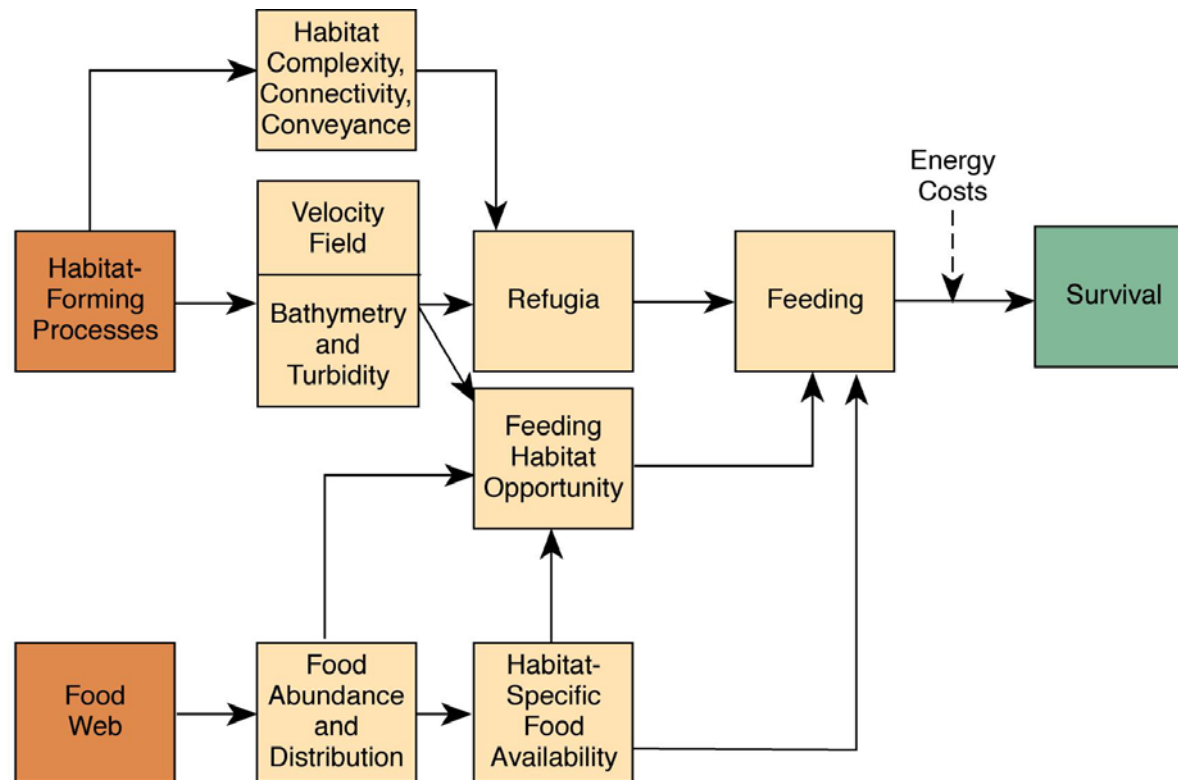 Habitat
Complexity,
Connectivity,
Conveyance
Velocity
Field
Habitat-
Forming
Processes
Bathymetry
and
Turbidity
Refugia
Feeding
Energy
Costs
Survival
Feeding
Habitat
Opportunity
Food
Web
Food
Abundance
and
Distribution
Habitat-
Specific
Food
Availability